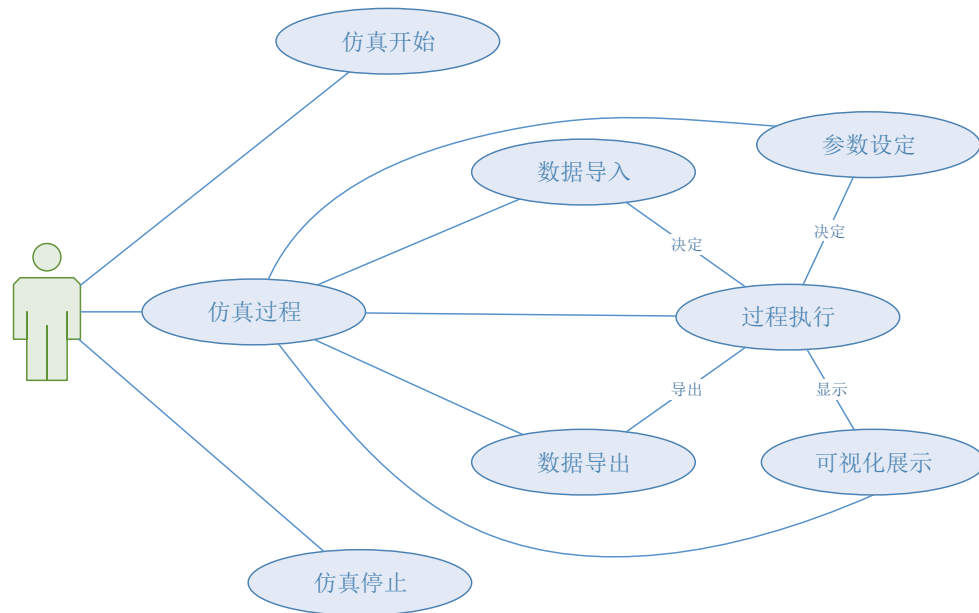 仿真开始
参数设定
数据导入
决定
决定
仿真过程
过程执行
导出
显示
数据导出
可视化展示
仿真停止